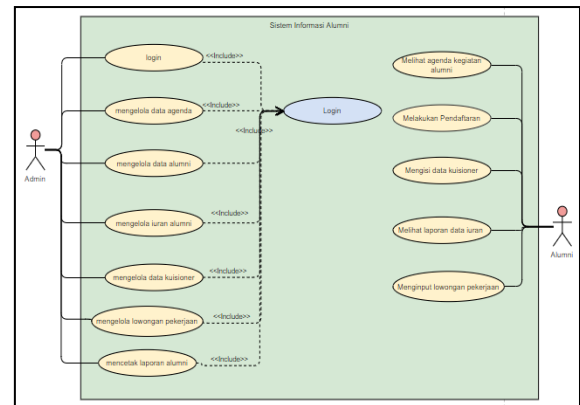 Sistem Informasi Alumni
login
<<Include>>
mengelola data agenda
<<Include>>
<<Include>>
Login
mengelola data alumni
mengelola iuran alumni
<<Include>>
mengelola data kuisioner
<<Include>>
mengelola lowongan pekerjaan
<<Include>>
mencetak laporan alumni
<<Include>>
Admin
Melihat agenda kegiatan
alumni
Melakukan Pendaftaran
Mengisi data kuisioner
Melihat laporan data iuran
Menginput lowongan pekerjaan
Alumni